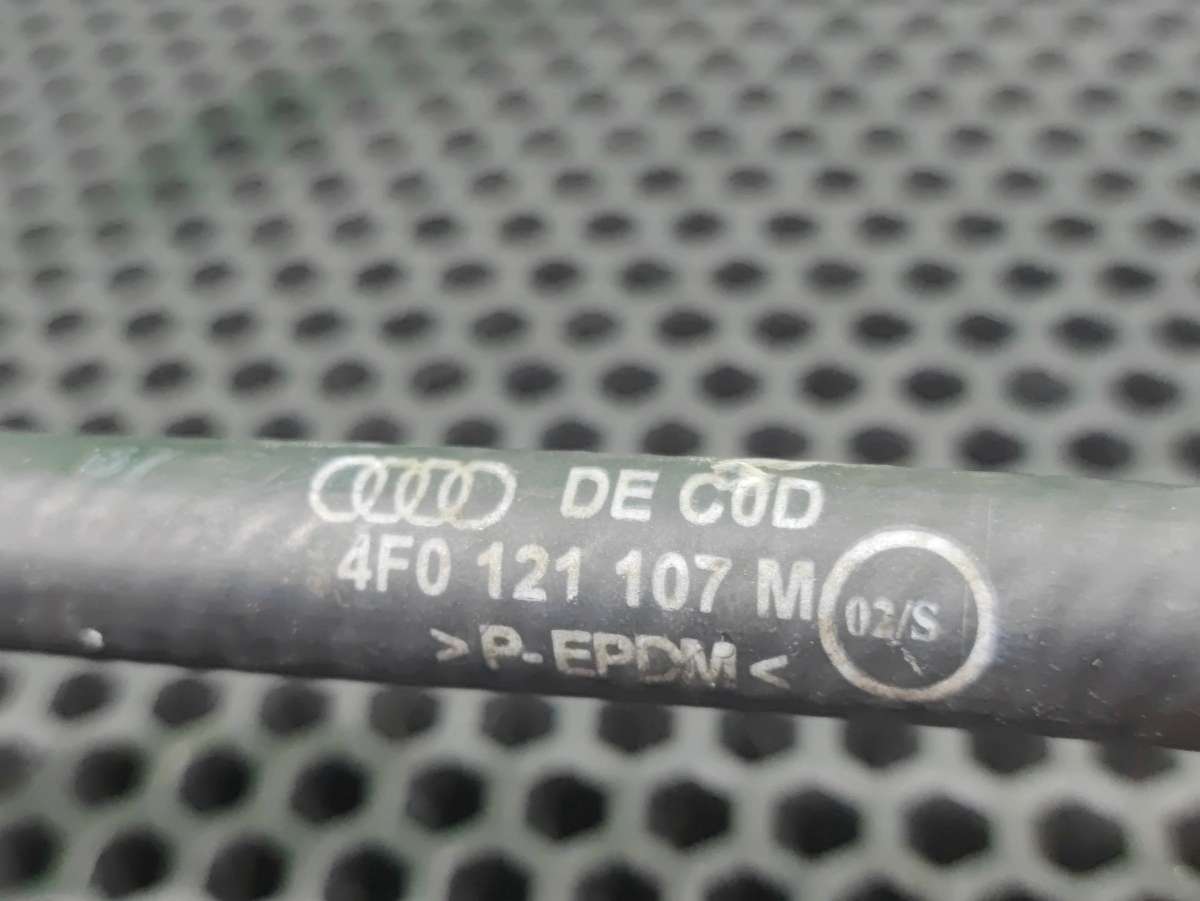 DE C0D
4F0 121 107 M
02/S
>P-EPDM<